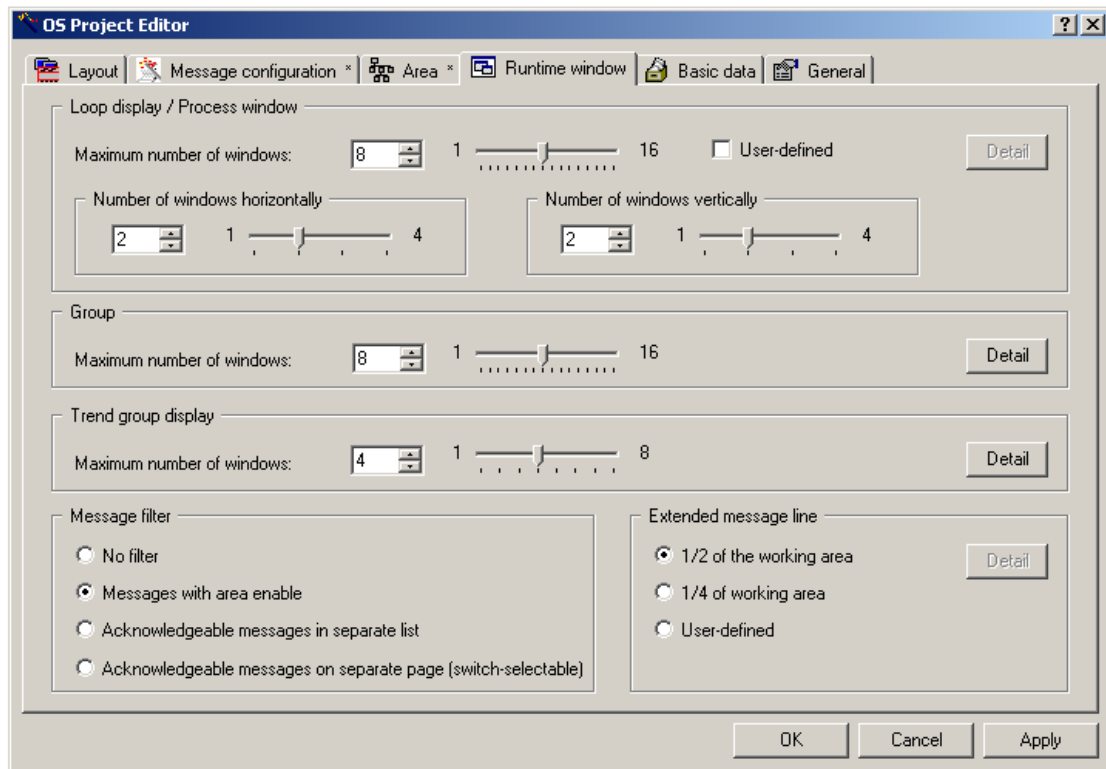 OS Project Editor
Layout Message configuration * Area * Runtime window Basic data General
Loop display / Process window
Maximum number of windows: 8 1 16 User-defined Detail
Number of windows horizontally Number of windows vertically
2 1 4 2 1 4
Group
Maximum number of windows: 8 1 16 Detail
Trend group display
Maximum number of windows: 4 1 8 Detail
Message filter
No filter
Messages with area enable
Acknowledgeable messages in separate list
Acknowledgeable messages on separate page (switch-selectable)
Extended message line
1/2 of the working area Detail
1/4 of working area
User-defined
OK Cancel Apply